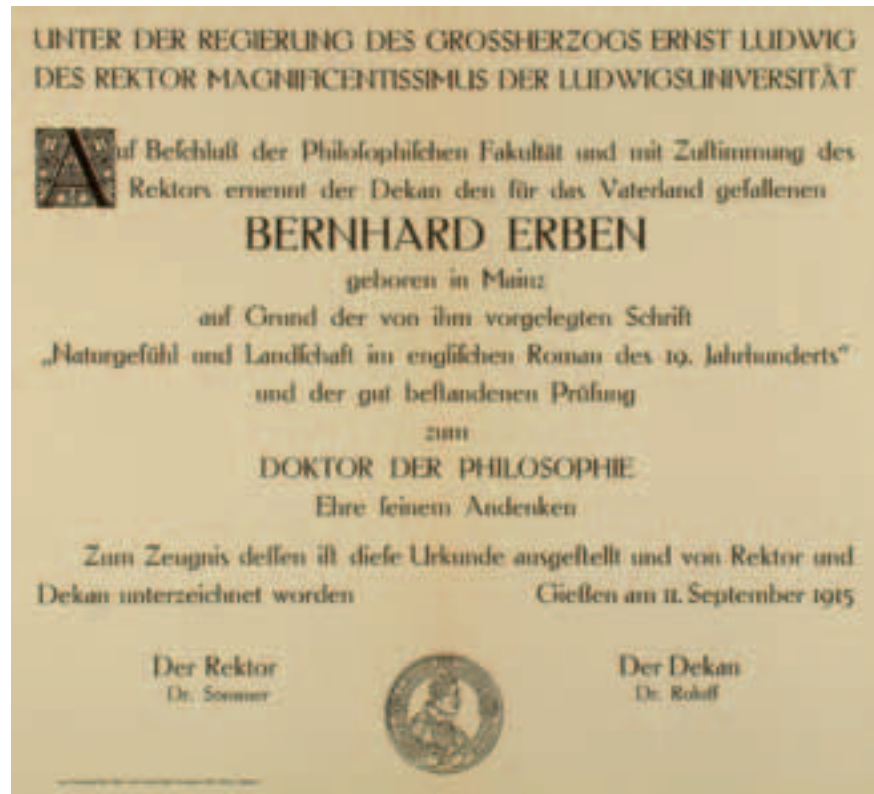 UNTER DER REGIERUNG DES GROSSHERZOGS ERNST LUDWIG
DES REKTOR MAGNIFICENTISSIMUS DER LUDWIGSUNIVERSITÄT
Auf Beſchluß der Philoſophiſchen Fakultät und mit Zuſtimmung des
Rektors ernennt der Dekan den für das Vaterland gefallenen
BERNHARD ERBEN
geboren in Mainz
auf Grund der von ihm vorgelegten Schrift
„Naturgefühl und Landſchaft im engliſchen Roman des 19. Jahrhunderts“
und der gut beſtandenen Prüfung
zum
DOKTOR DER PHILOSOPHIE
Ehre ſeinem Andenken
Zum Zeugnis deſſen iſt dieſe Urkunde ausgeſtellt und von Rektor und
Dekan unterzeichnet worden Gießen am 11. September 1915
Der Rektor Der Dekan
Dr. Sommer Dr. Roloff